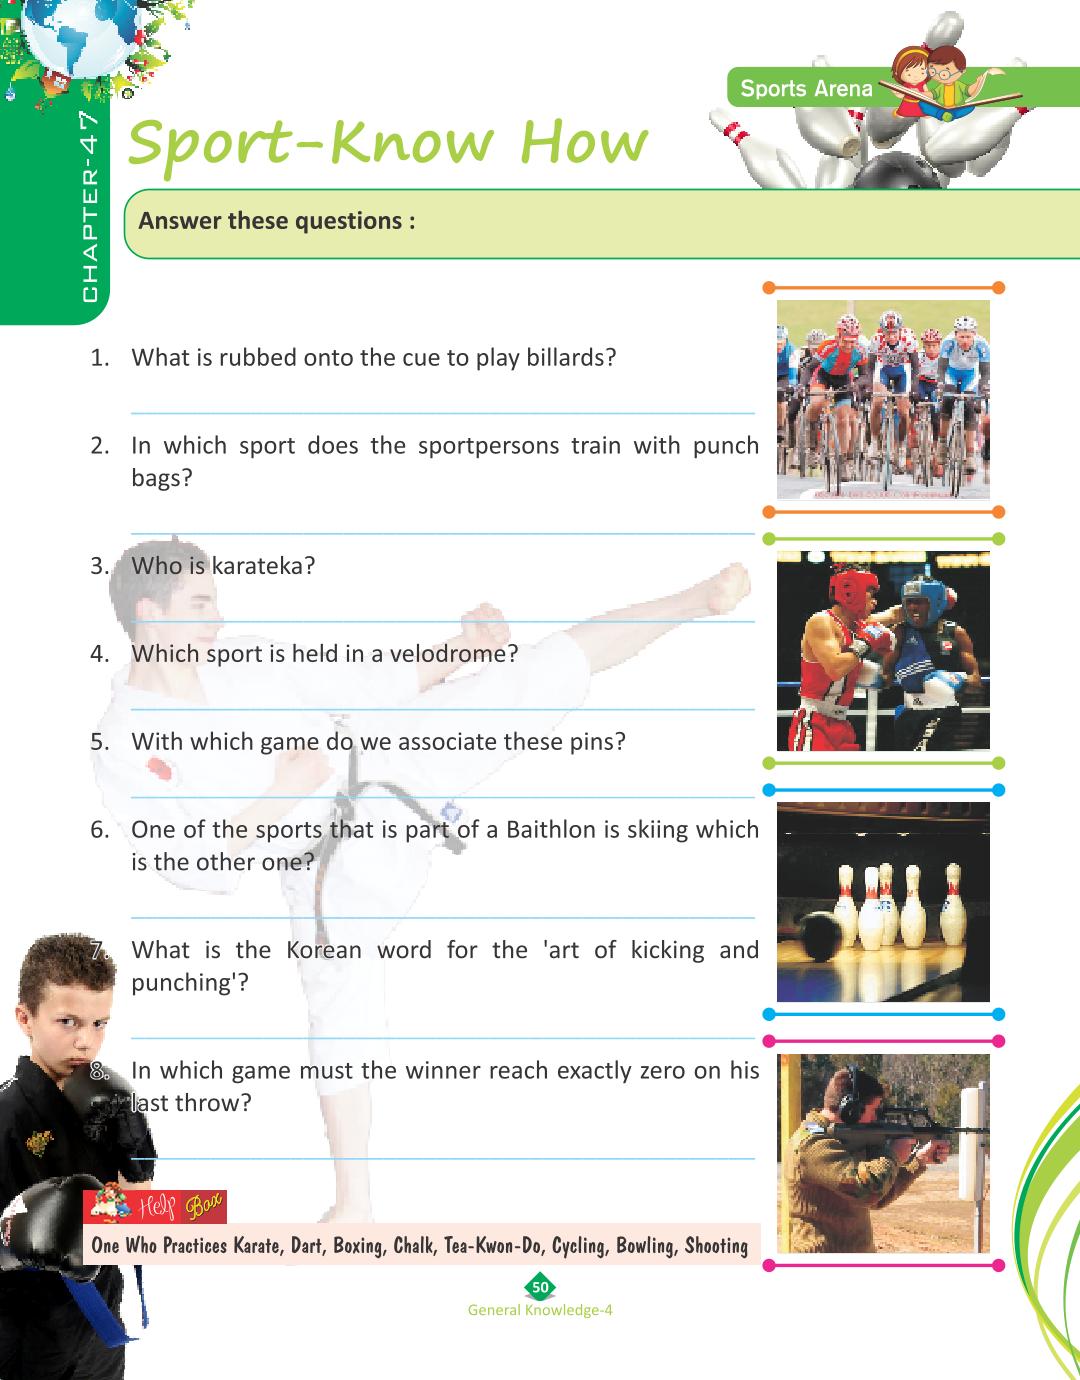 Sports Arena
CHAPTER-47
Sport-Know How
Answer these questions :
1. What is rubbed onto the cue to play billards?
2. In which sport does the sportpersons train with punch
bags?
3. Who is karateka?
4. Which sport is held in a velodrome?
5. With which game do we associate these pins?
6. One of the sports that is part of a Baithlon is skiing which
is the other one?
7. What is the Korean word for the 'art of kicking and
punching'?
8. In which game must the winner reach exactly zero on his
last throw?
Help Box
One Who Practices Karate, Dart, Boxing, Chalk, Tea-Kwon-Do, Cycling, Bowling, Shooting
50
General Knowledge-4